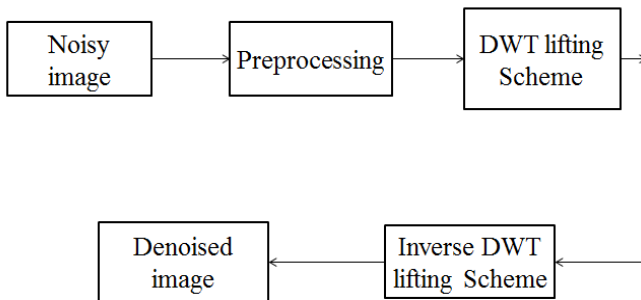 Noisy
image
Preprocessing
DWT lifting
Scheme
Denoised
image
Inverse DWT
lifting Scheme